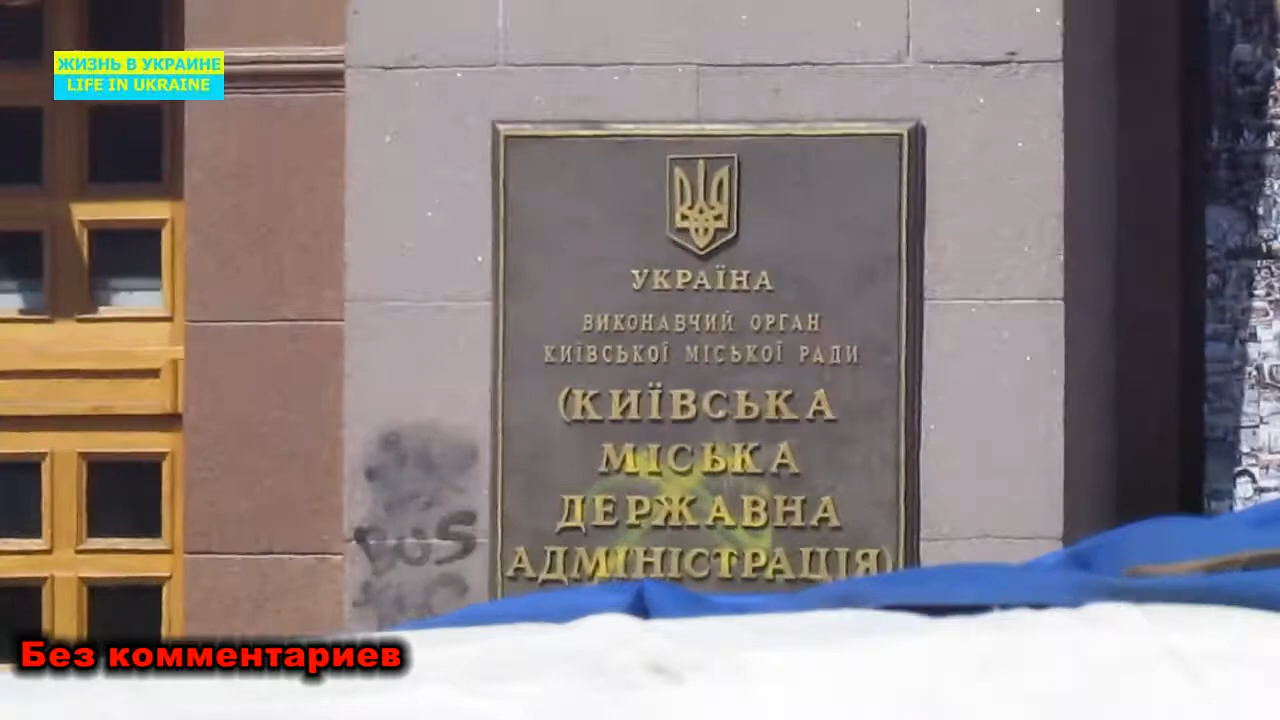 ЖИЗНЬ В УКРАИНЕ
LIFE IN UKRAINE
УКРАЇНА
ВИКОНАВЧИЙ ОРГАН
КИЇВСЬКОЇ МІСЬКОЇ РАДИ
(КИЇВСЬКА
МІСЬКА
ДЕРЖАВНА
АДМІНІСТРАЦІЯ)
Без комментариев